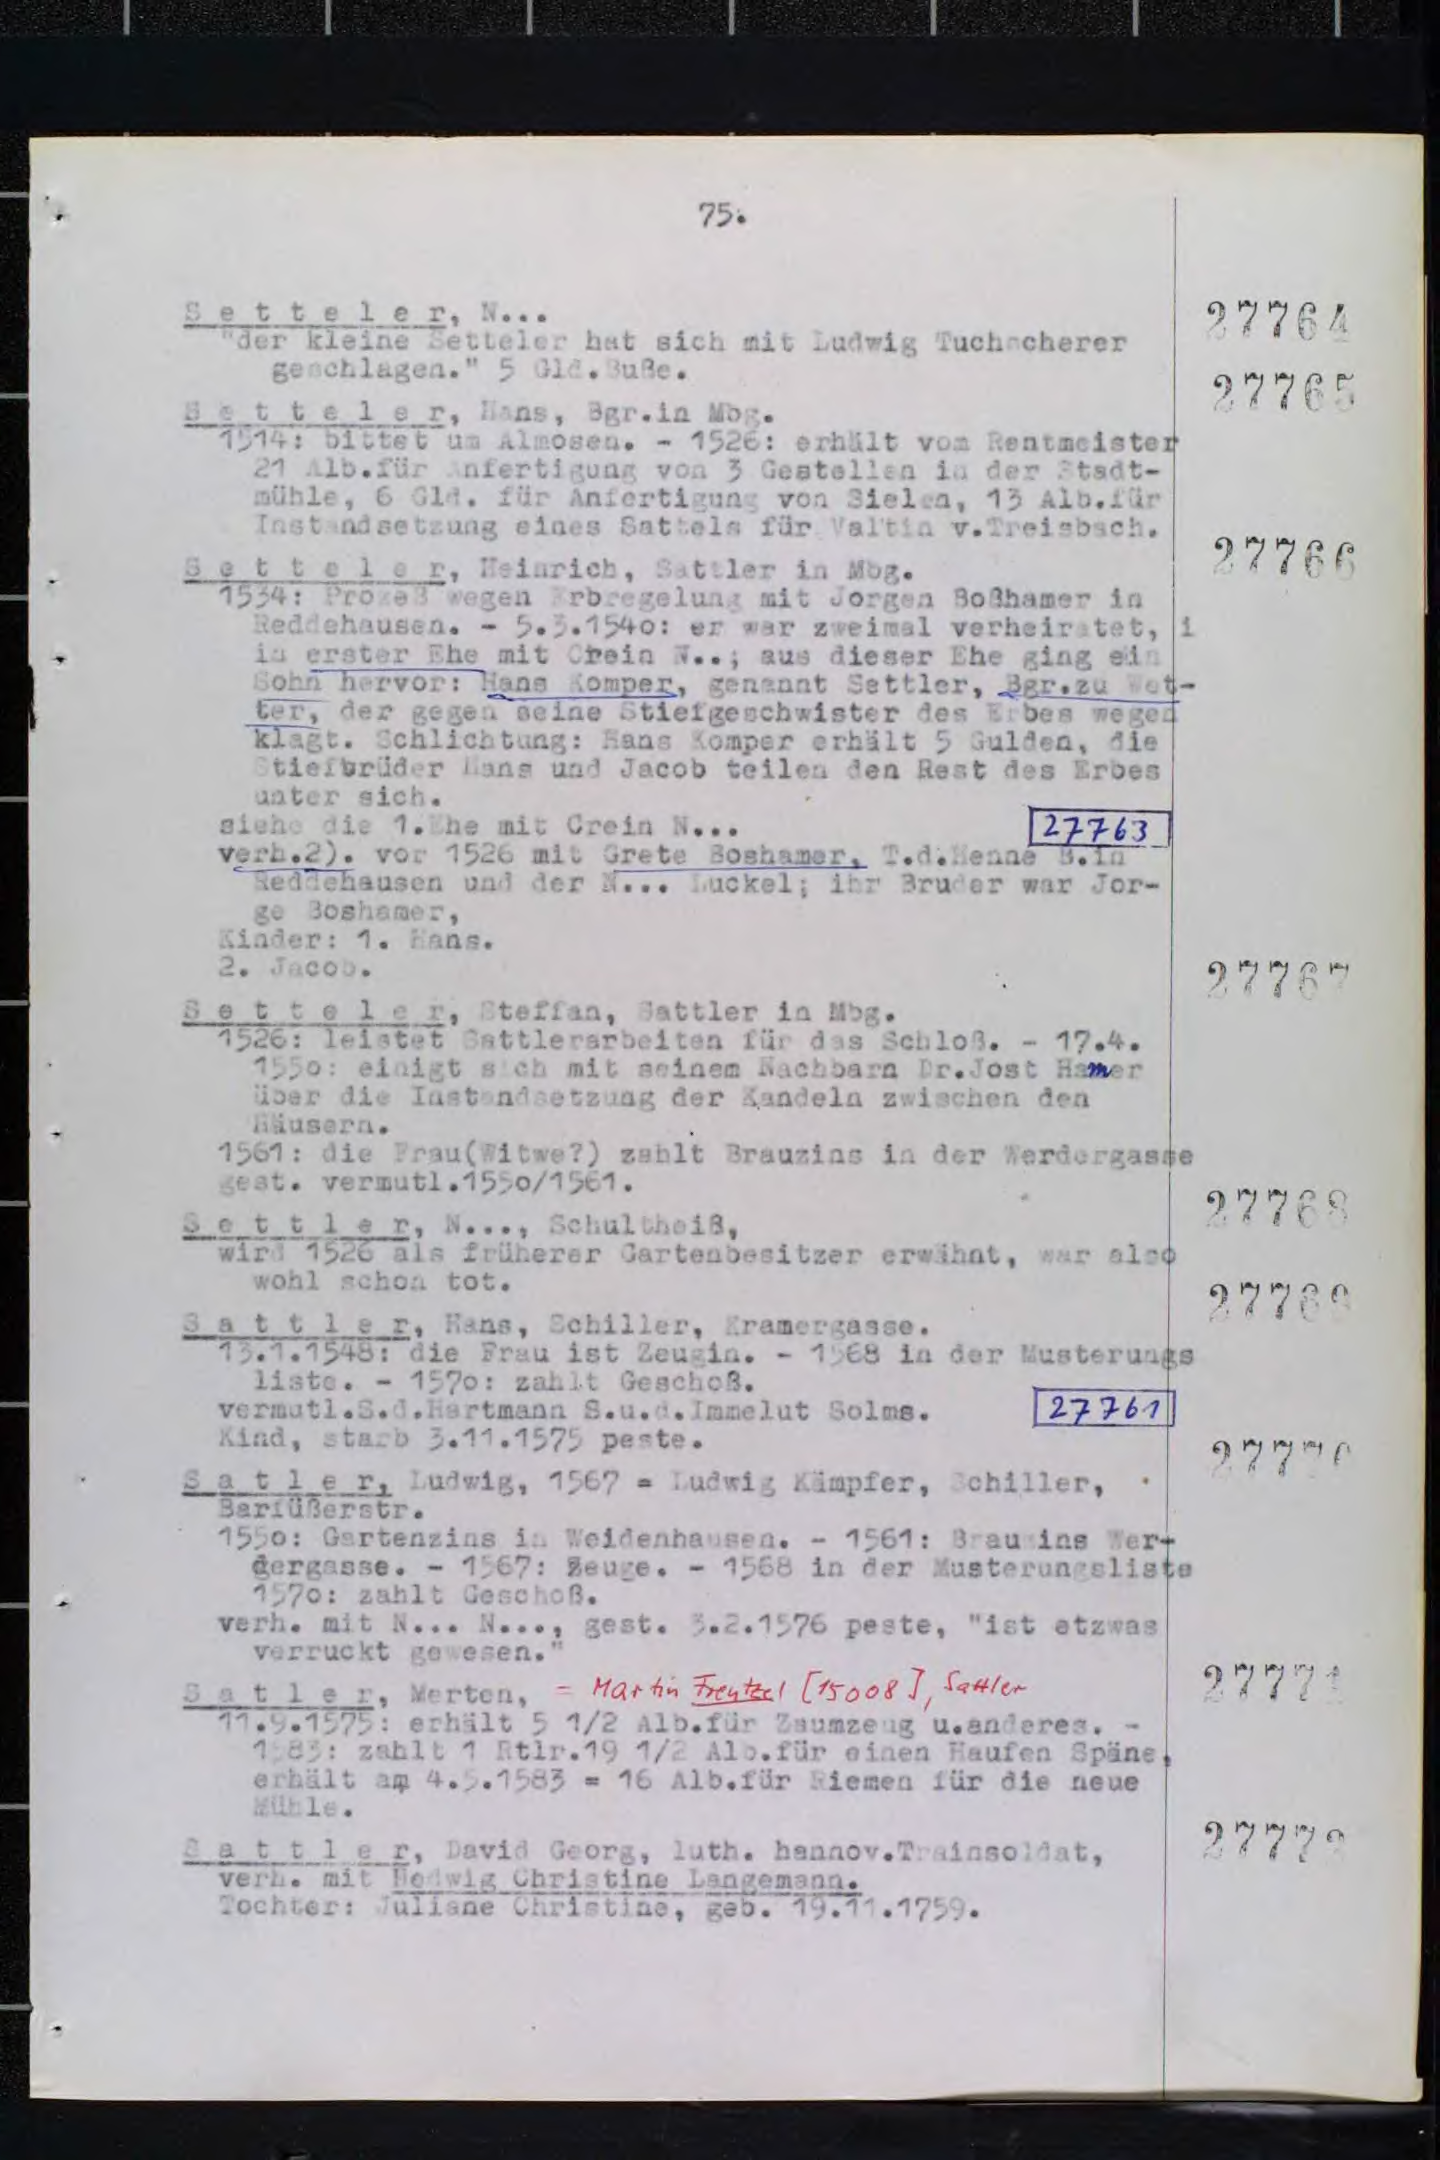 75.
S e t t e l e r, N...
27764
"der kleine Setteler hat sich mit Ludwig Tuchscherer
geschlagen." 5 Gld.Buße.
27765
S e t t e l e r, Hans, Bgr.in Mbg.
1514: bittet um Almosen. - 1526: erhält vom Rentmeister
21 Alb.für Anfertigung von 3 Gestellen in der Stadt-
mühle, 6 Gld. für Anfertigung von Sielen, 13 Alb.für
Instandsetzung eines Sattels für Valtin v.Treisbach.
27766
S e t t e l e r, Heinrich, Sattler in Mbg.
1534: Prozeß wegen Erbregelung mit Jorgen Boßhamer in
Reddehausen. - 5.3.1540: er war zweimal verheiratet, i
in erster Ehe mit Crein N..; aus dieser Ehe ging ein
Sohn hervor: Hans Komper, genannt Settler, Bgr.zu Wet-
ter, der gegen seine Stiefgeschwister des Erbes wegen
klagt. Schlichtung: Hans Komper erhält 5 Gulden, die
Stiefbrüder Hans und Jacob teilen den Rest des Erbes
unter sich.
siehe die 1.Ehe mit Crein N... 27763
verh.2). vor 1526 mit Grete Boshamer, T.d.Henne B.in
Reddehausen und der N... Luckel; ihr Bruder war Jor-
ge Boshamer,
Kinder: 1. Hans.
2. Jacob.
27767
S e t t e l e r, Steffan, Sattler in Mbg.
1526: leistet Sattlerarbeiten für das Schloß. - 17.4.
1550: einigt sich mit seinem Nachbarn Dr.Jost Hamer
über die Instandsetzung der Kandeln zwischen den
Häusern.
1561: die Frau(Witwe?) zahlt Brauzins in der Werdergasse
gest. vermutl.1550/1561.
27768
S e t t l e r, N..., Schultheiß,
wird 1526 als früherer Gartenbesitzer erwähnt, war also
wohl schon tot.
27769
S a t t l e r, Hans, Schiller, Kramergasse.
13.1.1548: die Frau ist Zeugin. - 1568 in der Musterungs
liste. - 1570: zahlt Geschoß.
vermutl.S.d.Hartmann S.u.d.Immelut Solms. 27761
Kind, starb 3.11.1575 peste.
27770
S a t l e r, Ludwig, 1567 = Ludwig Kämpfer, Schiller,
Barfüßerstr.
1550: Gartenzins in Weidenhausen. - 1561: Brauzins Wer-
dergasse. - 1567: Zeuge. - 1568 in der Musterungsliste
1570: zahlt Geschoß.
verh. mit N... N..., gest. 3.2.1576 peste, "ist etzwas
verruckt gewesen."
27771
S a t l e r, Merten, = Martin Frentzel [15008], Sattler
11.9.1575: erhält 5 1/2 Alb.für Zaumzeug u.anderes. -
1583: zahlt 1 Rtlr.19 1/2 Alb.für einen Haufen Späne,
erhält am 4.5.1583 = 16 Alb.für Riemen für die neue
Mühle.
27772
S a t t l e r, David Georg, luth. hannov.Trainsoldat,
verh. mit Hedwig Christine Langemann.
Tochter: Juliane Christine, geb. 19.11.1759.